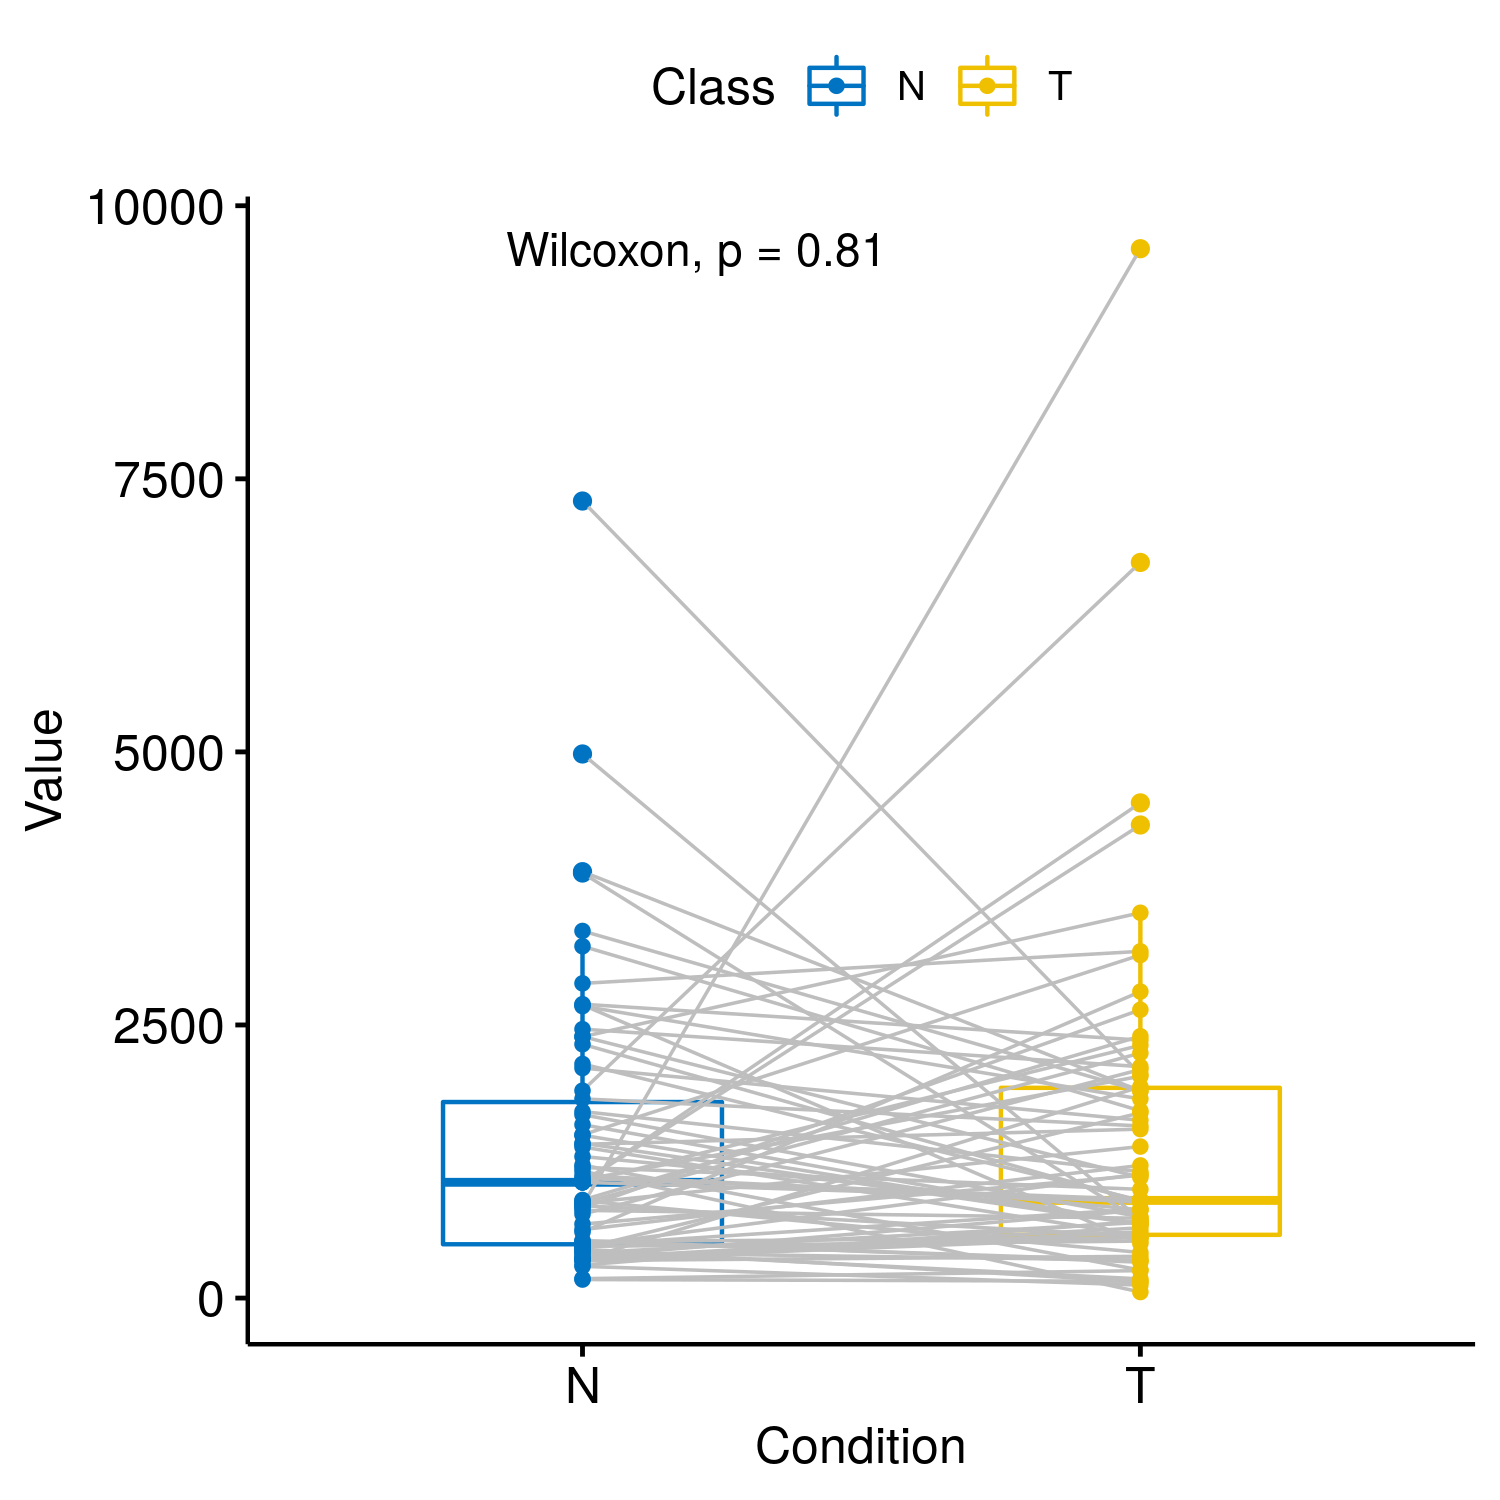 Class N T
10000
Wilcoxon, p = 0.81
7500
5000
2500
0
Value
N T
Condition